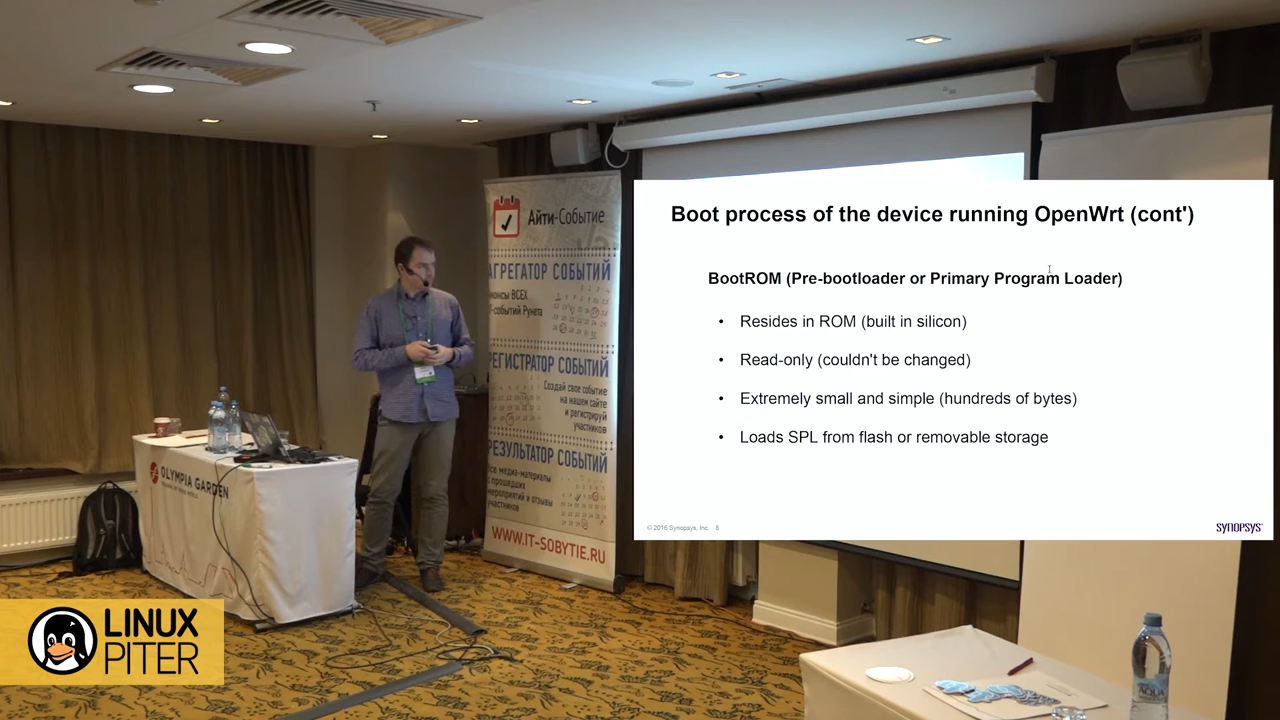 Айти-Событие
АГРЕГАТОР СОБЫТИЙ
нонсы ВСЕХ
-событий Рунета
РЕГИСТРАТОР СОБЫТИЙ
Создай свое событие
на нашем сайте
и регистрируй
участников
РЕЗУЛЬТАТОР СОБЫТИЙ
все медиа-материалы
с прошедших
мероприятий и отзывы
участников
WWW.IT-SOBYTIE.RU
OLYMPIA GARDEN
Boot process of the device running OpenWrt (cont')
BootROM (Pre-bootloader or Primary Program Loader)
• Resides in ROM (built in silicon)
• Read-only (couldn't be changed)
• Extremely small and simple (hundreds of bytes)
• Loads SPL from flash or removable storage
© 2016 Synopsys, Inc. 8
SYNOPSYS
LINUX
PITER
AQUA